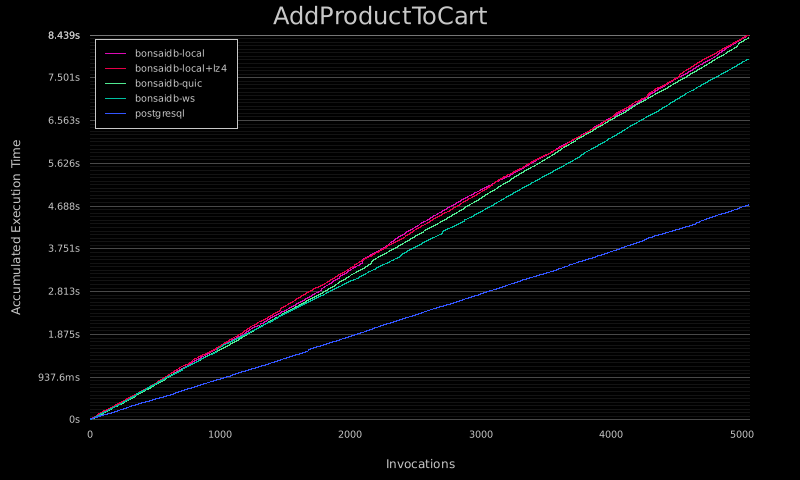 AddProductToCart
8.439s
7.501s
6.563s
5.626s
4.688s
3.751s
2.813s
1.875s
937.6ms
0s
Accumulated Execution Time
bonsaidb-local
bonsaidb-local+lz4
bonsaidb-quic
bonsaidb-ws
postgresql
0 1000 2000 3000 4000 5000
Invocations